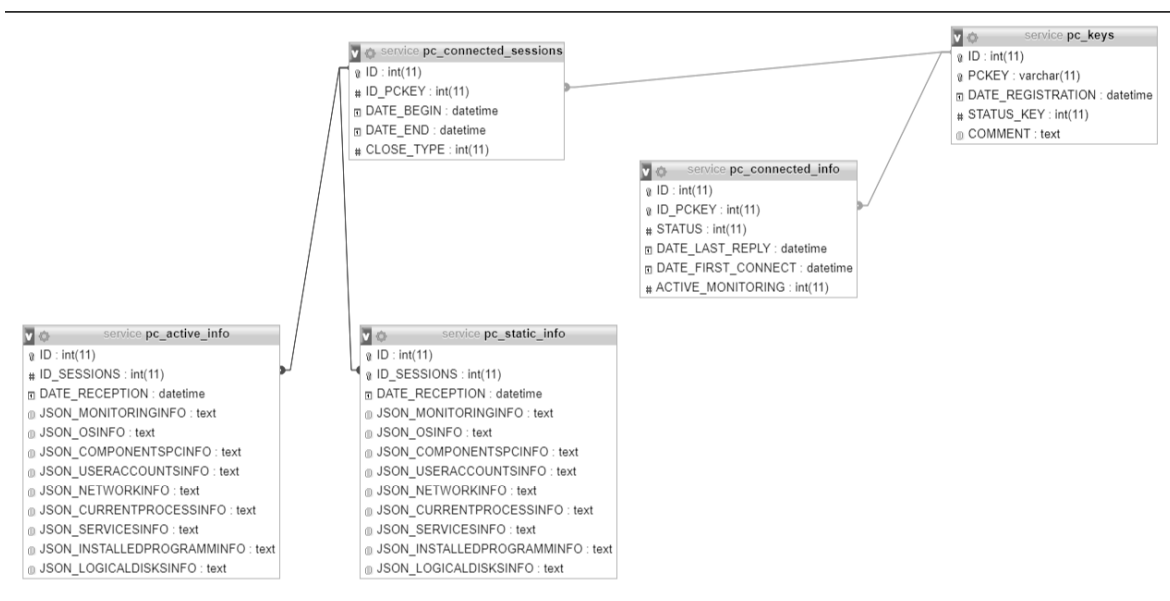 service pc_connected_sessions
ID : int(11)
ID_PCKEY : int(11)
DATE_BEGIN : datetime
DATE_END : datetime
CLOSE_TYPE : int(11)
service pc_keys
ID : int(11)
PCKEY : varchar(11)
DATE_REGISTRATION : datetime
STATUS_KEY : int(11)
COMMENT : text
service pc_connected_info
ID : int(11)
ID_PCKEY : int(11)
STATUS : int(11)
DATE_LAST_REPLY : datetime
DATE_FIRST_CONNECT : datetime
ACTIVE_MONITORING : int(11)
service pc_active_info
ID : int(11)
ID_SESSIONS : int(11)
DATE_RECEPTION : datetime
JSON_MONITORINGINFO : text
JSON_OSINFO : text
JSON_COMPONENTSPCINFO : text
JSON_USERACCOUNTSINFO : text
JSON_NETWORKINFO : text
JSON_CURRENTPROCESSINFO : text
JSON_SERVICESINFO : text
JSON_INSTALLEDPROGRAMMINFO : text
JSON_LOGICALDISKSINFO : text
service pc_static_info
ID : int(11)
ID_SESSIONS : int(11)
DATE_RECEPTION : datetime
JSON_MONITORINGINFO : text
JSON_OSINFO : text
JSON_COMPONENTSPCINFO : text
JSON_USERACCOUNTSINFO : text
JSON_NETWORKINFO : text
JSON_CURRENTPROCESSINFO : text
JSON_SERVICESINFO : text
JSON_INSTALLEDPROGRAMMINFO : text
JSON_LOGICALDISKSINFO : text